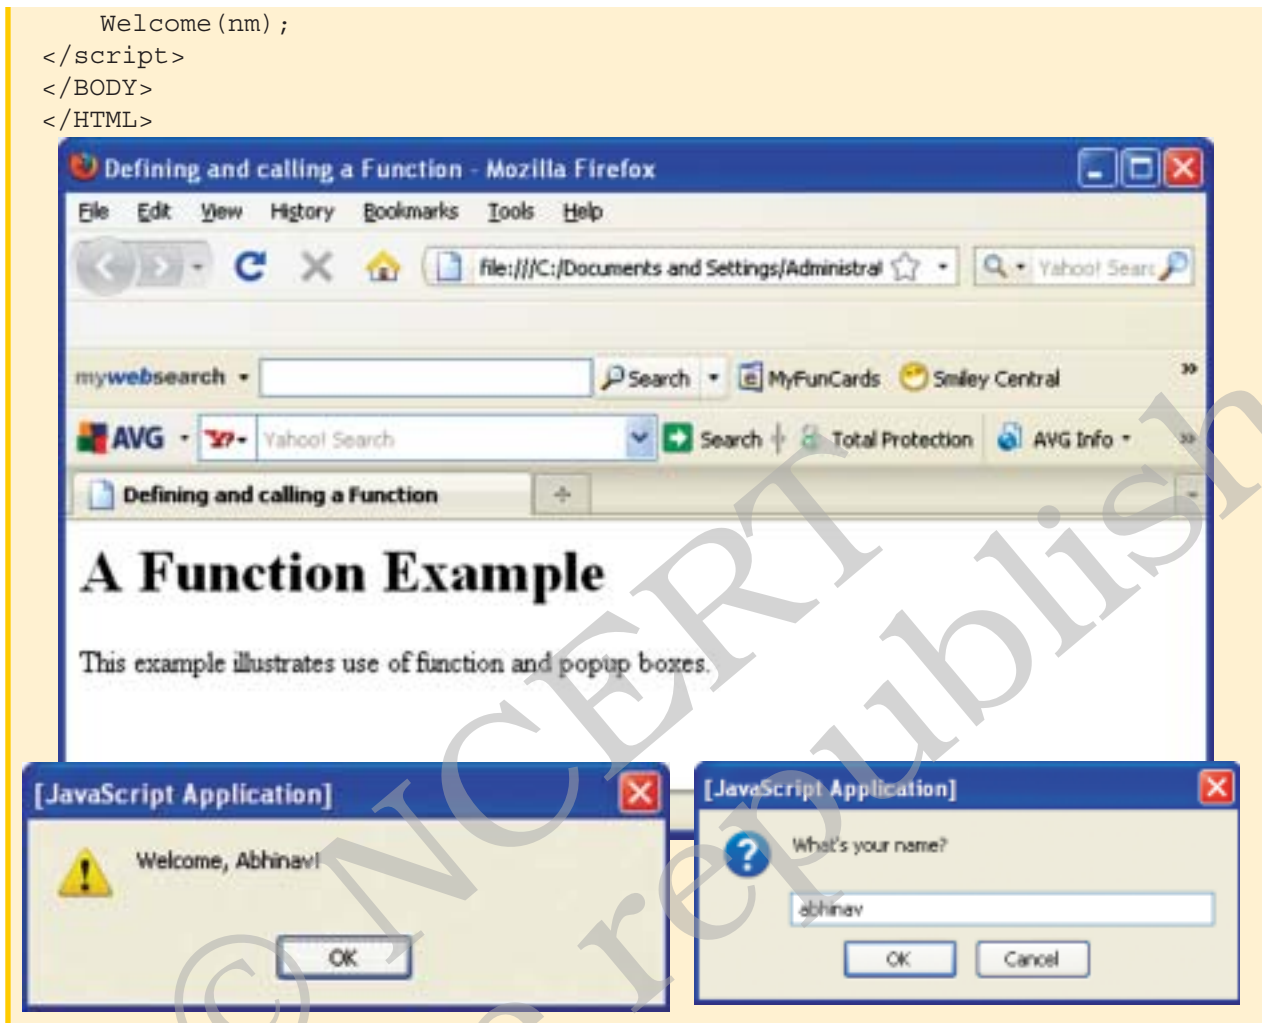 Welcome(nm);
</script>
</BODY>
</HTML>
Defining and calling a Function - Mozilla Firefox
File Edit View History Bookmarks Tools Help
file:///C:/Documents and Settings/Administrat
Yahoo! Searc
mywebsearch
Search MyFunCards Smiley Central »
AVG Y! Yahoo! Search Search Total Protection AVG Info »
Defining and calling a Function
A Function Example
This example illustrates use of function and popup boxes.
[JavaScript Application]
Welcome, Abhinav!
OK
[JavaScript Application]
What's your name?
abhinav
OK Cancel
© NCERT
republish